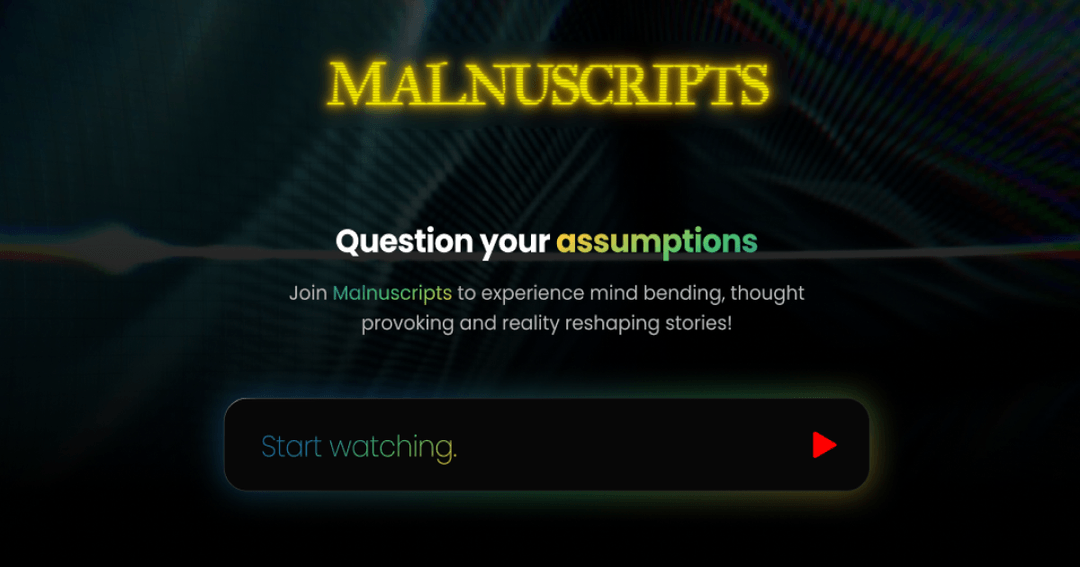 MALNUSCRIPTS
Question your assumptions
Join Malnuscripts to experience mind bending, thought
provoking and reality reshaping stories!
Start watching.